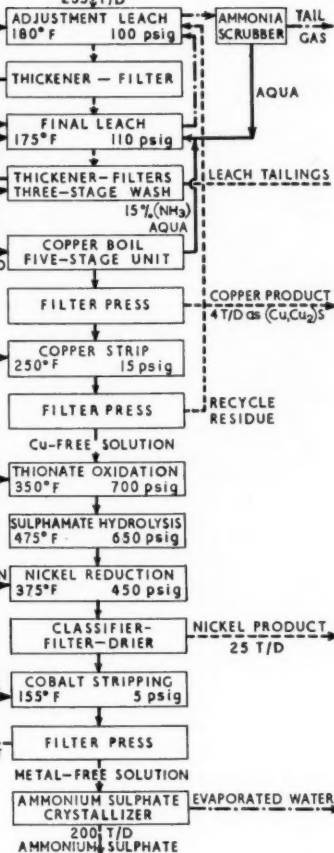 ADJUSTMENT LEACH
180°F 100 psig
AMMONIA
SCRUBBER
TAIL
GAS
THICKENER – FILTER
AQUA
FINAL LEACH
175°F 110 psig
THICKENER-FILTERS
THREE-STAGE WASH
LEACH TAILINGS
15% (NH3)
AQUA
COPPER BOIL
FIVE-STAGE UNIT
FILTER PRESS
COPPER PRODUCT
4 T/D as (Cu,Cu2)S
COPPER STRIP
250°F 15 psig
FILTER PRESS
RECYCLE
RESIDUE
Cu-FREE SOLUTION
THIONATE OXIDATION
350°F 700 psig
SULPHAMATE HYDROLYSIS
475°F 650 psig
NICKEL REDUCTION
375°F 450 psig
CLASSIFIER-
FILTER-DRIER
NICKEL PRODUCT
25 T/D
COBALT STRIPPING
155°F 5 psig
FILTER PRESS
METAL-FREE SOLUTION
AMMONIUM SULPHATE
CRYSTALLIZER
EVAPORATED WATER
200 T/D
AMMONIUM SULPHATE